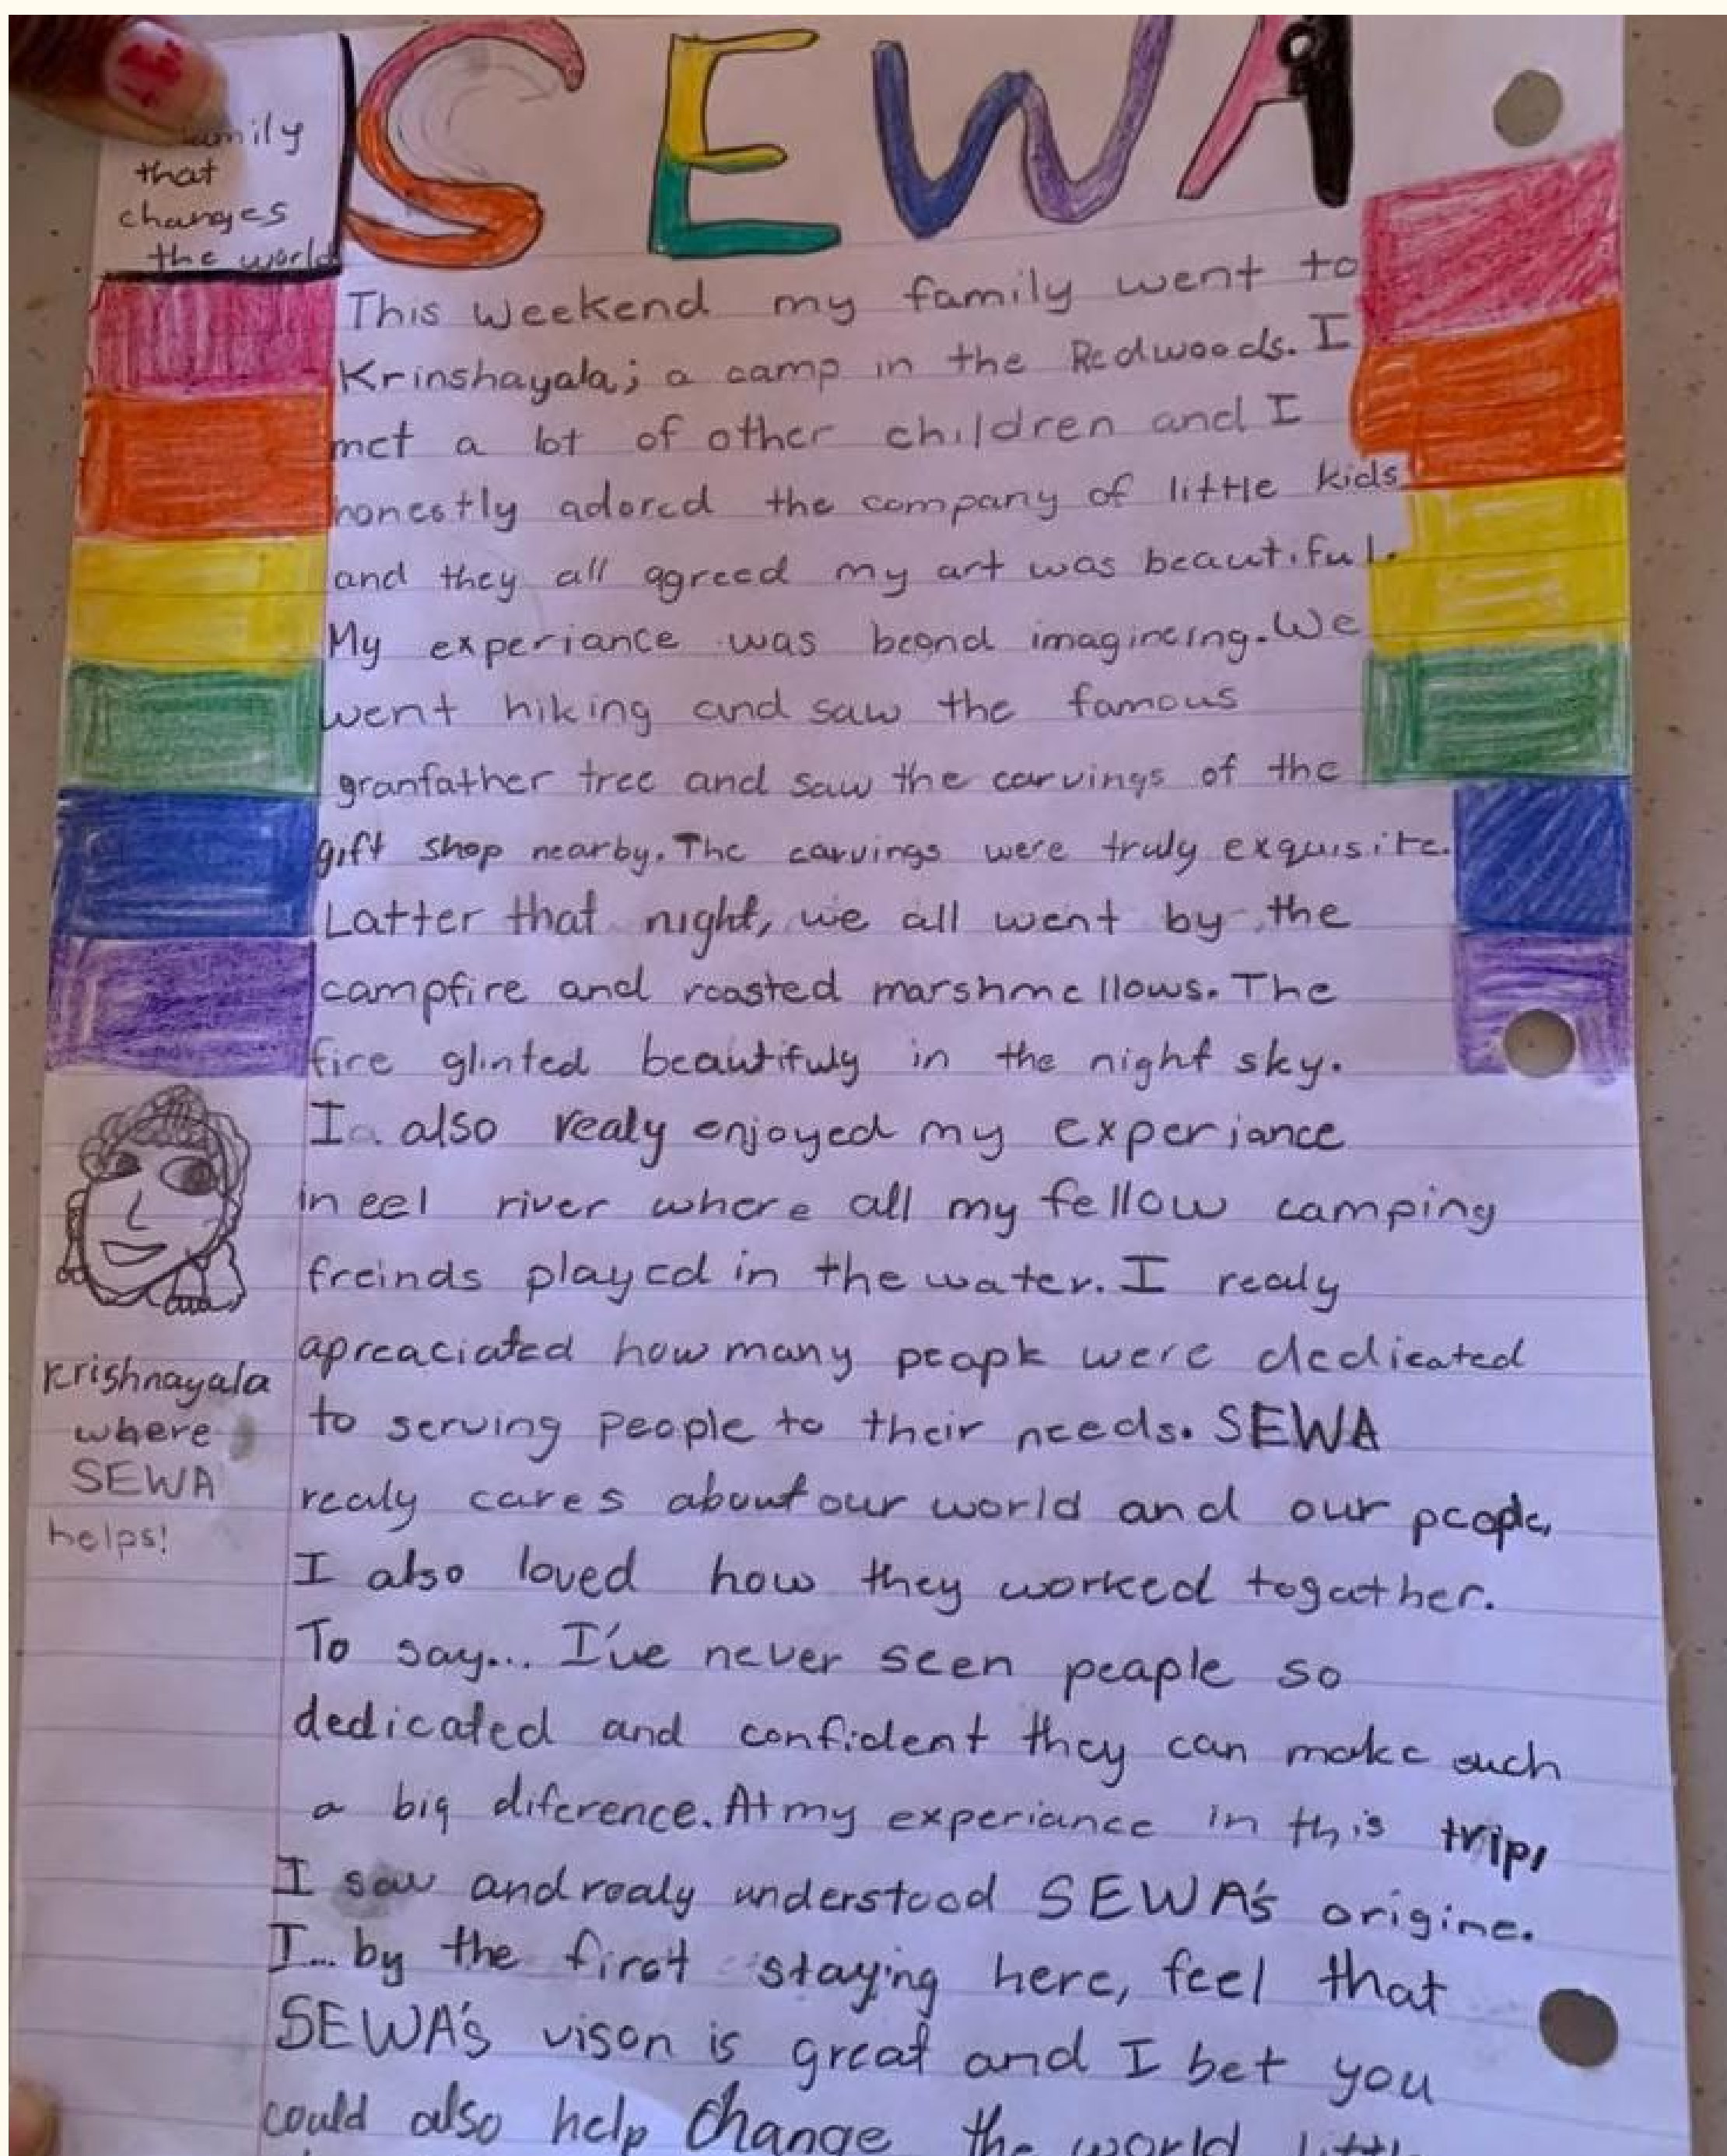 SEWA
that
changes
the world
This weekend my family went to
Krinshayala; a camp in the Redwoods. I
met a lot of other children and I
honestly adored the company of little kids
and they all agreed my art was beautiful.
My experiance was beond imagineing. We
went hiking and saw the famous
granfather tree and saw the carvings of the
gift shop nearby. The carvings were truly exquisite.
Latter that night, we all went by the
campfire and roasted marshmellows. The
fire glinted beautifuly in the night sky.
I also realy enjoyed my experiance
in eel river where all my fellow camping
freinds played in the water. I realy
apreaciated how many peaple were dedicated
to serving people to their needs. SEWA
realy cares about our world and our people,
I also loved how they worked togeather.
To say... I've never seen peaple so
dedicated and confident they can make such
a big diference. At my experiance in this trip,
I saw and realy understood SEWA's origine.
I... by the first staying here, feel that
SEWA's vison is great and I bet you
could also help change the world
Krishnayala
where
SEWA
helps!